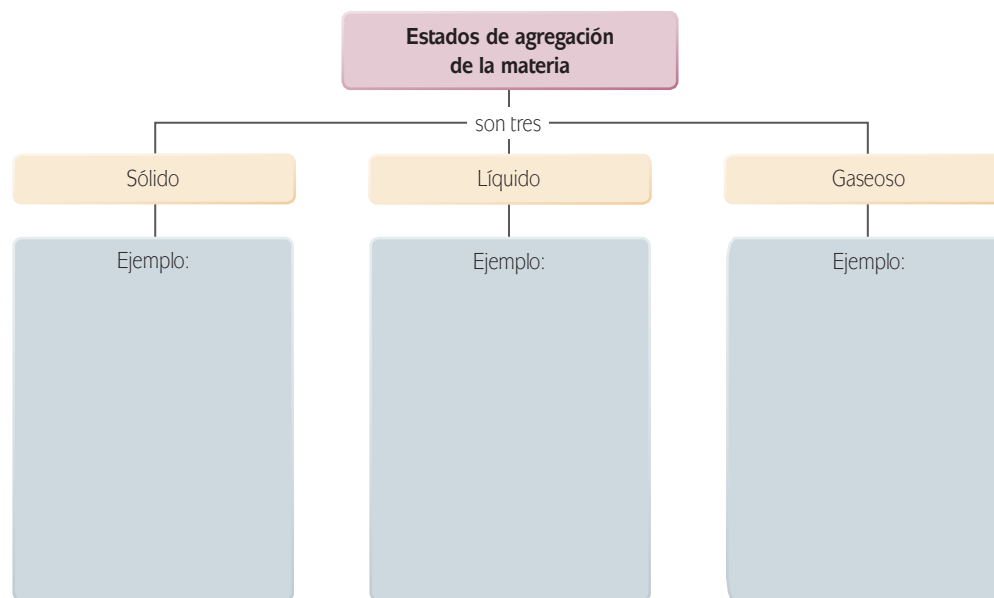 Estados de agregación
de la materia
son tres
Sólido
Líquido
Gaseoso
Ejemplo:
Ejemplo:
Ejemplo: